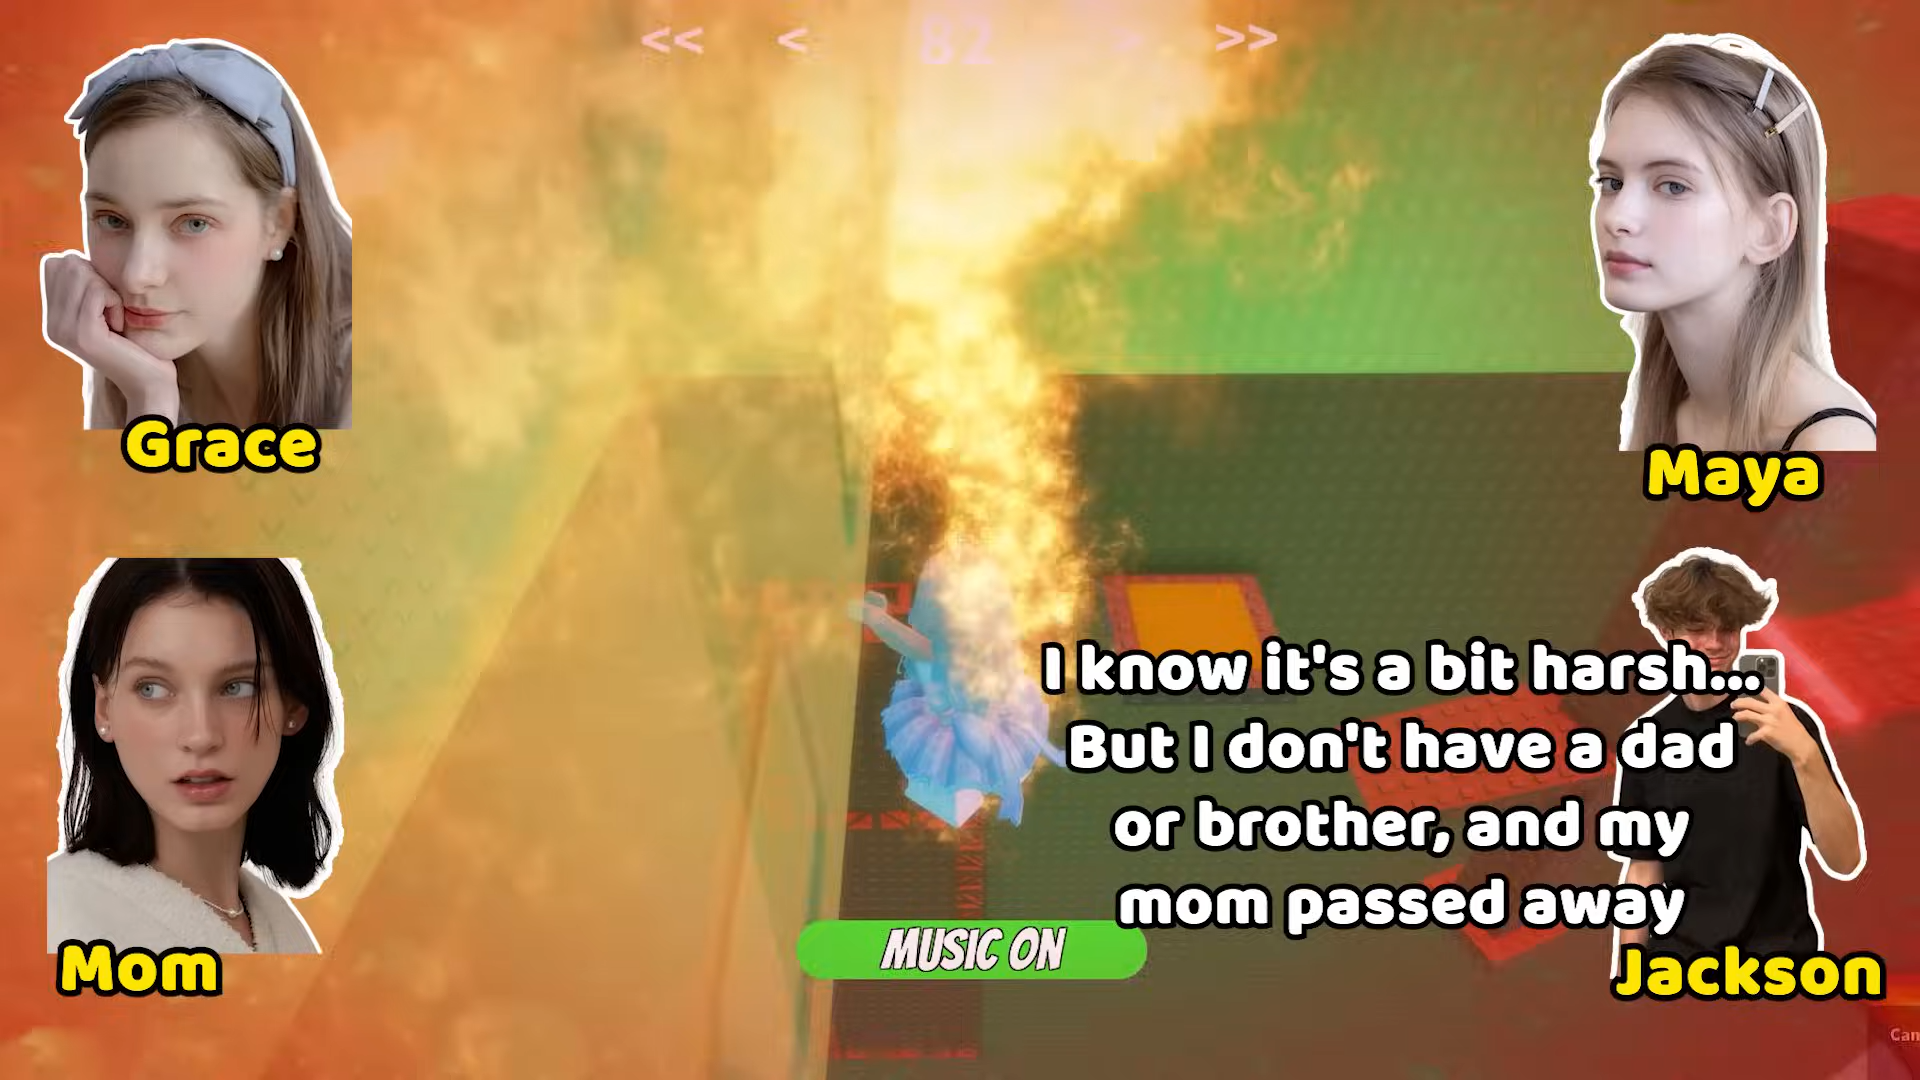 << < 82 > >>
Grace
Maya
I know it's a bit harsh...
But I don't have a dad
or brother, and my
mom passed away
MUSIC ON
Mom
Jackson